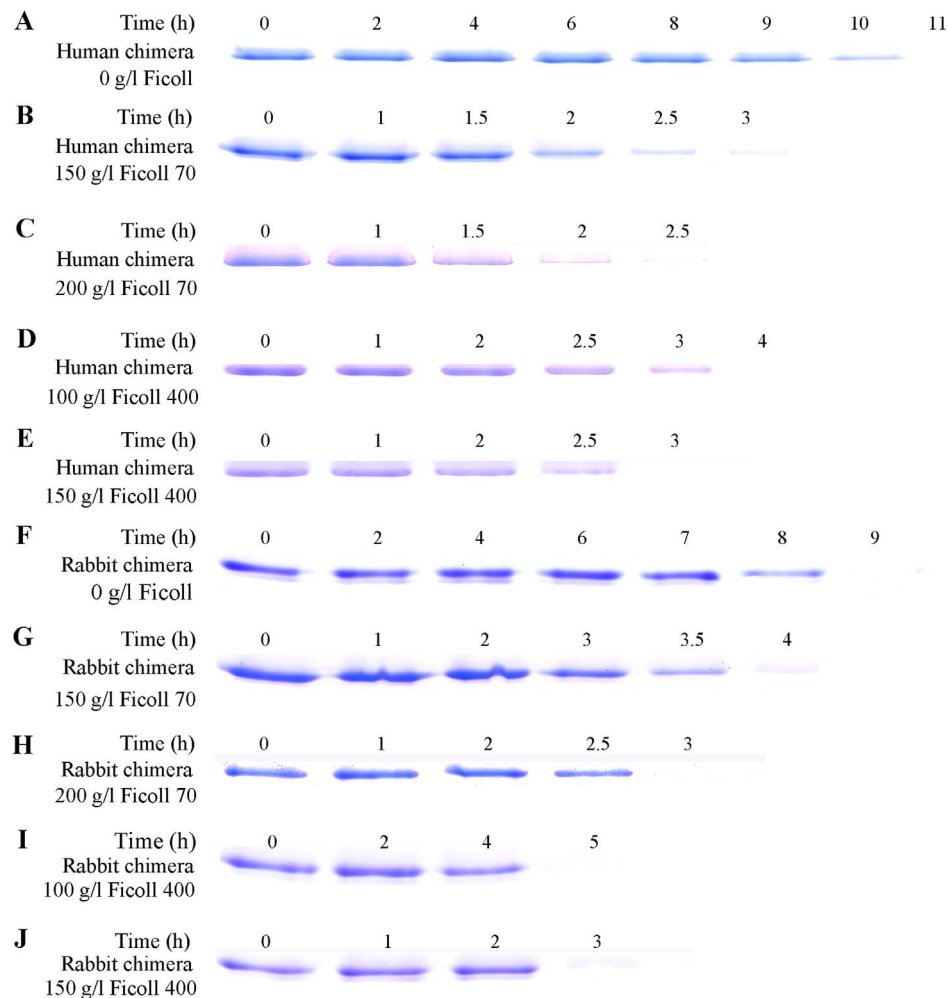 A Time (h) 0 2 4 6 8 9 10 11
Human chimera
0 g/l Ficoll
B Time (h) 0 1 1.5 2 2.5 3
Human chimera
150 g/l Ficoll 70
C Time (h) 0 1 1.5 2 2.5
Human chimera
200 g/l Ficoll 70
D Time (h) 0 1 2 2.5 3 4
Human chimera
100 g/l Ficoll 400
E Time (h) 0 1 2 2.5 3
Human chimera
150 g/l Ficoll 400
F Time (h) 0 2 4 6 7 8 9
Rabbit chimera
0 g/l Ficoll
G Time (h) 0 1 2 3 3.5 4
Rabbit chimera
150 g/l Ficoll 70
H Time (h) 0 1 2 2.5 3
Rabbit chimera
200 g/l Ficoll 70
I Time (h) 0 2 4 5
Rabbit chimera
100 g/l Ficoll 400
J Time (h) 0 1 2 3
Rabbit chimera
150 g/l Ficoll 400